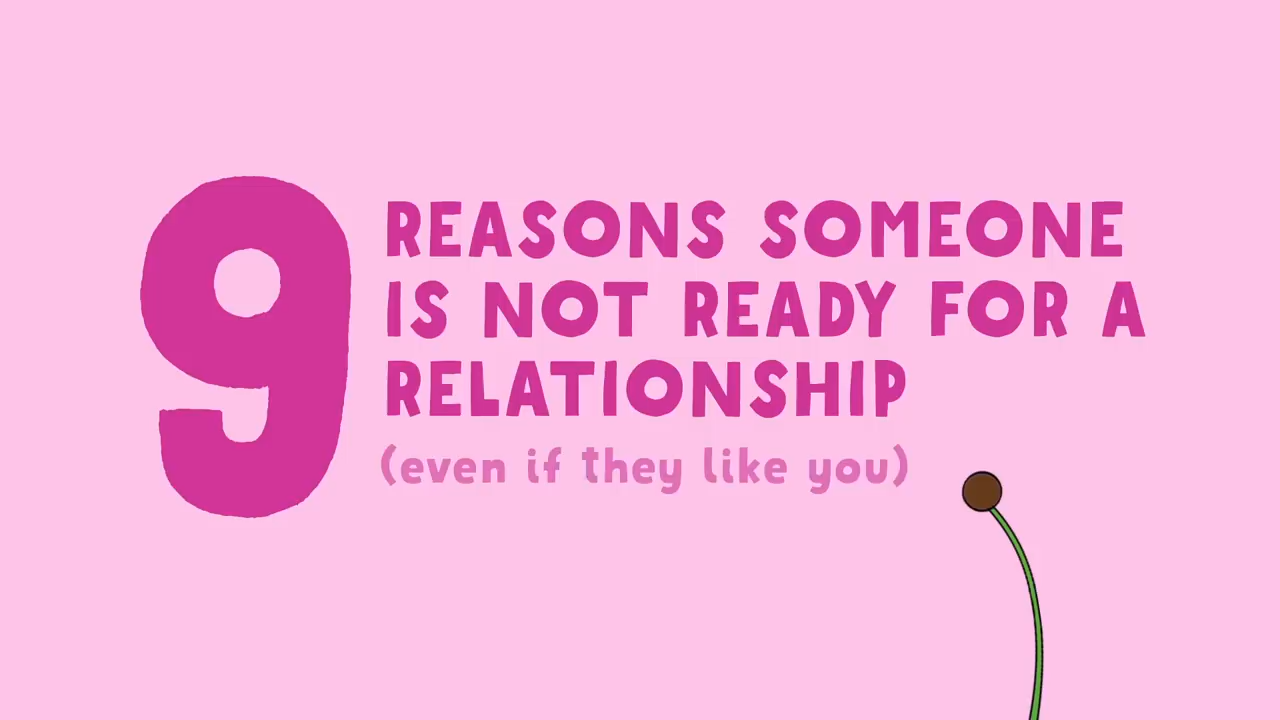 9
REASONS SOMEONE
IS NOT READY FOR A
RELATIONSHIP
(even if they like you)